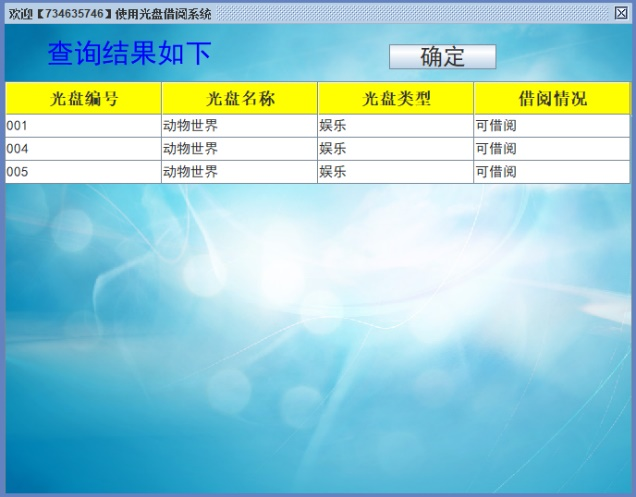 欢迎【734635746】使用光盘借阅系统
查询结果如下 确定
光盘编号 光盘名称 光盘类型 借阅情况
001 动物世界 娱乐 可借阅
004 动物世界 娱乐 可借阅
005 动物世界 娱乐 可借阅